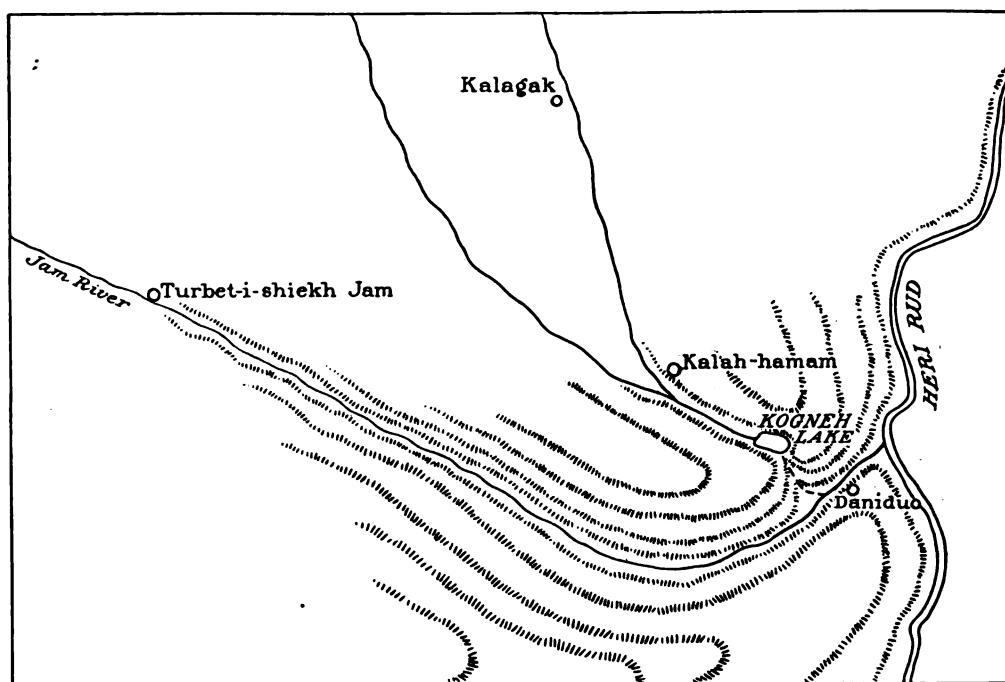 Kalagak
Jam River
Turbet-i-shiekh Jam
HERI RUD
Kalah-hamam
KOGNEH
LAKE
Daniduo